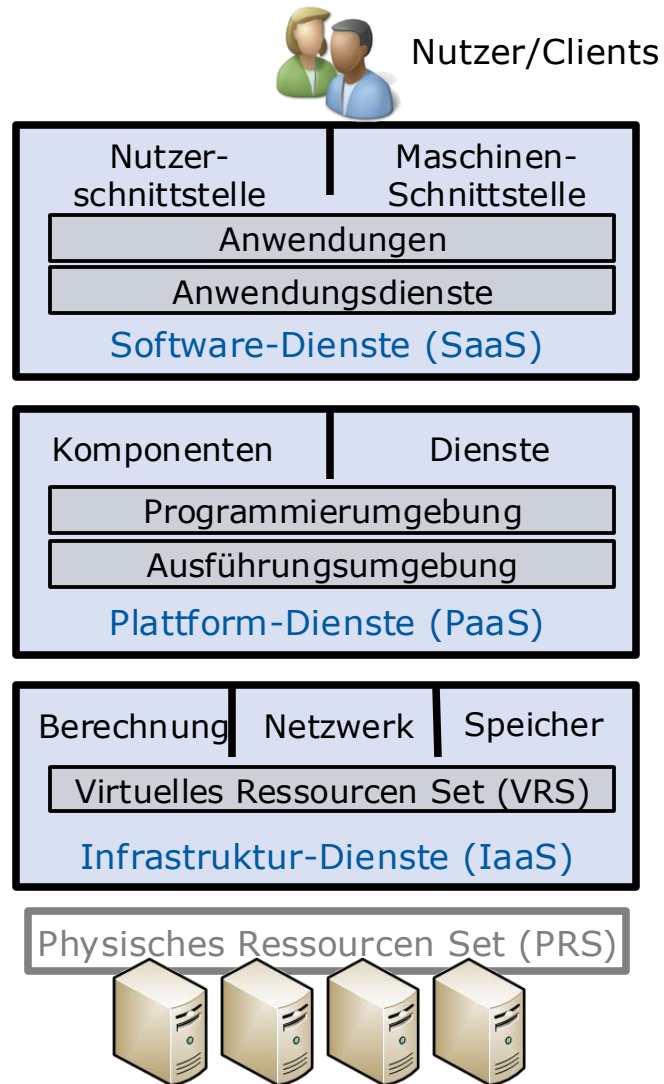 Nutzer/Clients
Nutzer-
schnittstelle
Maschinen-
Schnittstelle
Anwendungen
Anwendungsdienste
Software-Dienste (SaaS)
Komponenten
Dienste
Programmierumgebung
Ausführungsumgebung
Plattform-Dienste (PaaS)
Berechnung
Netzwerk
Speicher
Virtuelles Ressourcen Set (VRS)
Infrastruktur-Dienste (IaaS)
Physisches Ressourcen Set (PRS)